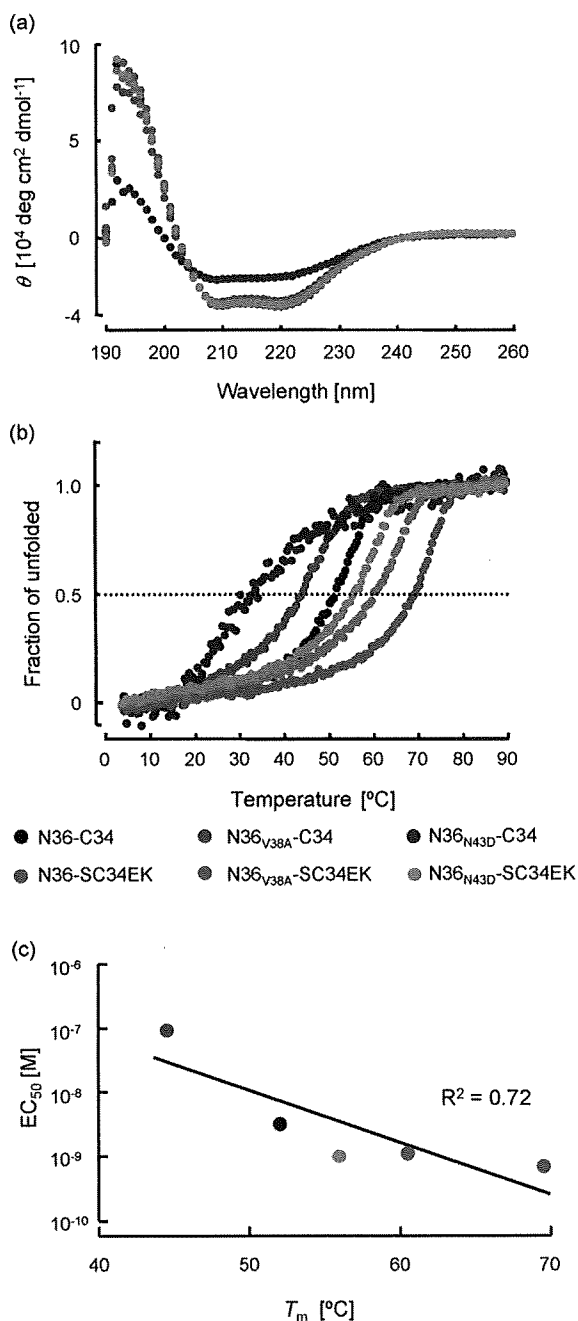 (a)
10
5
0
-4
θ [10⁴ deg cm² dmol⁻¹]
190 200 210 220 230 240 250 260
Wavelength [nm]
(b)
1.0
0.5
0
Fraction of unfolded
0 10 20 30 40 50 60 70 80 90
Temperature [ºC]
N36-C34 N36V38A-C34 N36N43D-C34
N36-SC34EK N36V38A-SC34EK N36N43D-SC34EK
(c)
10⁻⁶
10⁻⁷
10⁻⁸
10⁻⁹
10⁻¹⁰
EC₅₀ [M]
R² = 0.72
40 50 60 70
Tm [ºC]